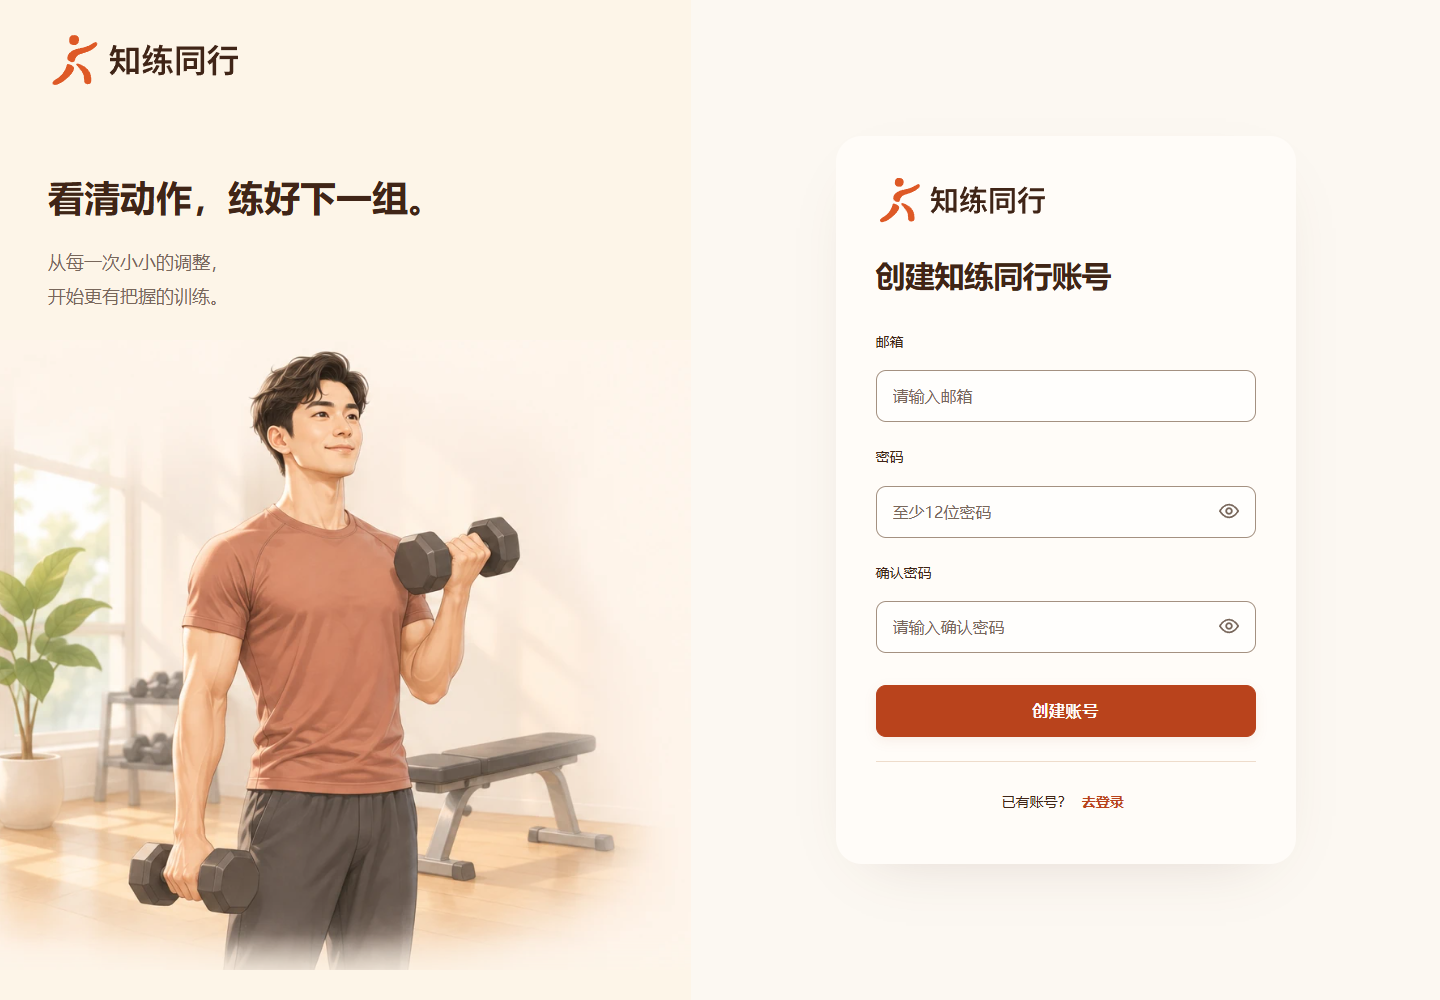 知练同行
看清动作，练好下一组。
从每一次小小的调整，
开始更有把握的训练。
知练同行
创建知练同行账号
邮箱
请输入邮箱
密码
至少12位密码
确认密码
请输入确认密码
创建账号
已有账号？ 去登录